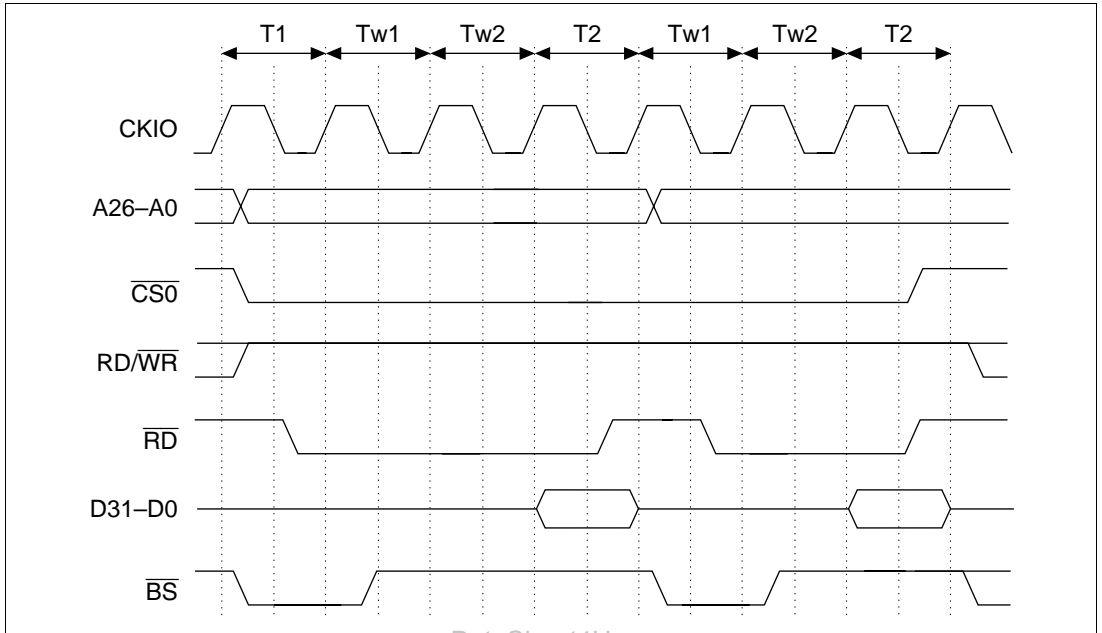 T1 Tw1 Tw2 T2 Tw1 Tw2 T2
CKIO
A26–A0
CS0
RD/WR
RD
D31–D0
BS